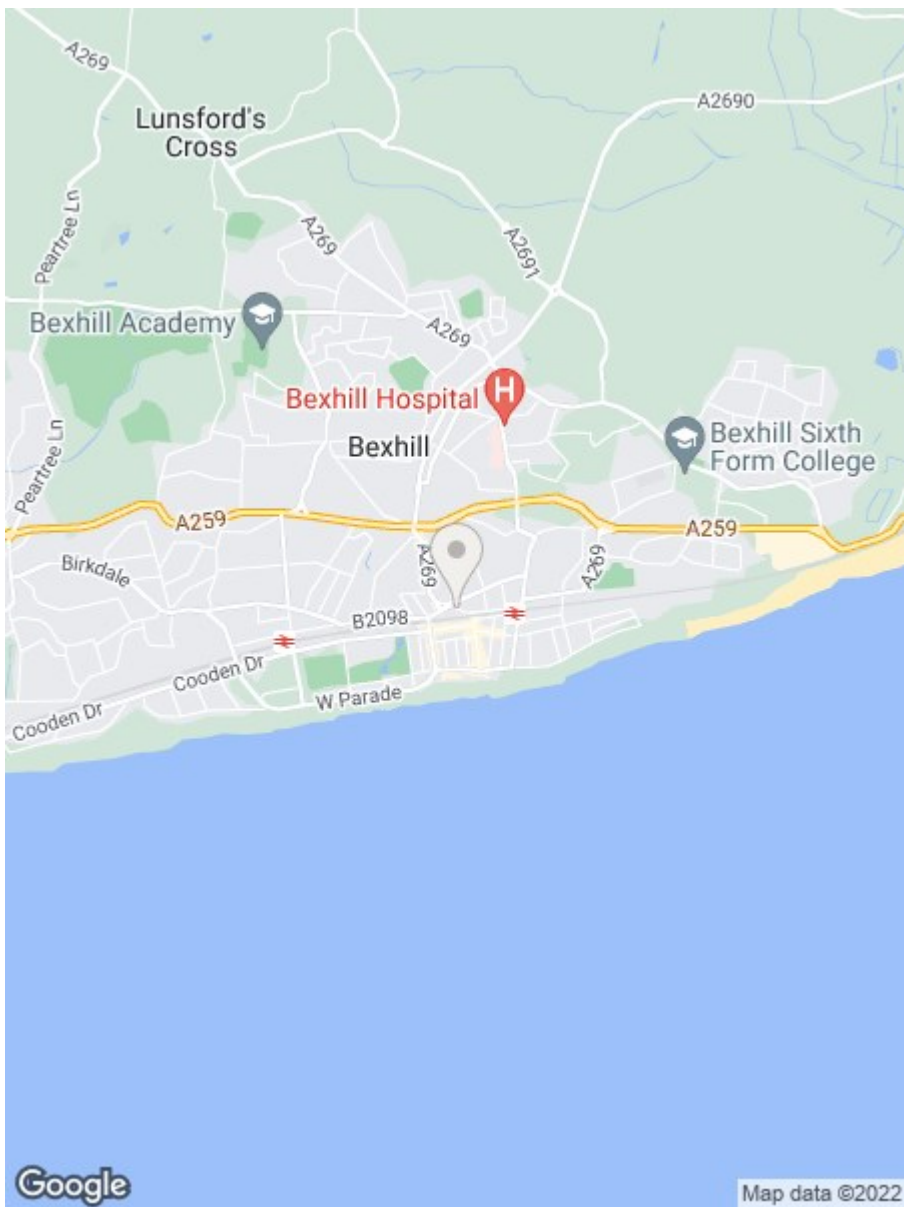 A269
A2690
Lunsford's
Cross
Peartree Ln
A269
A2691
Bexhill Academy
A269
Bexhill Hospital
H
Bexhill
Bexhill Sixth
Form College
Peartree Ln
A259
A259
Birkdale
A269
A269
B2098
Cooden Dr
W Parade
Cooden Dr
Google
Map data ©2022